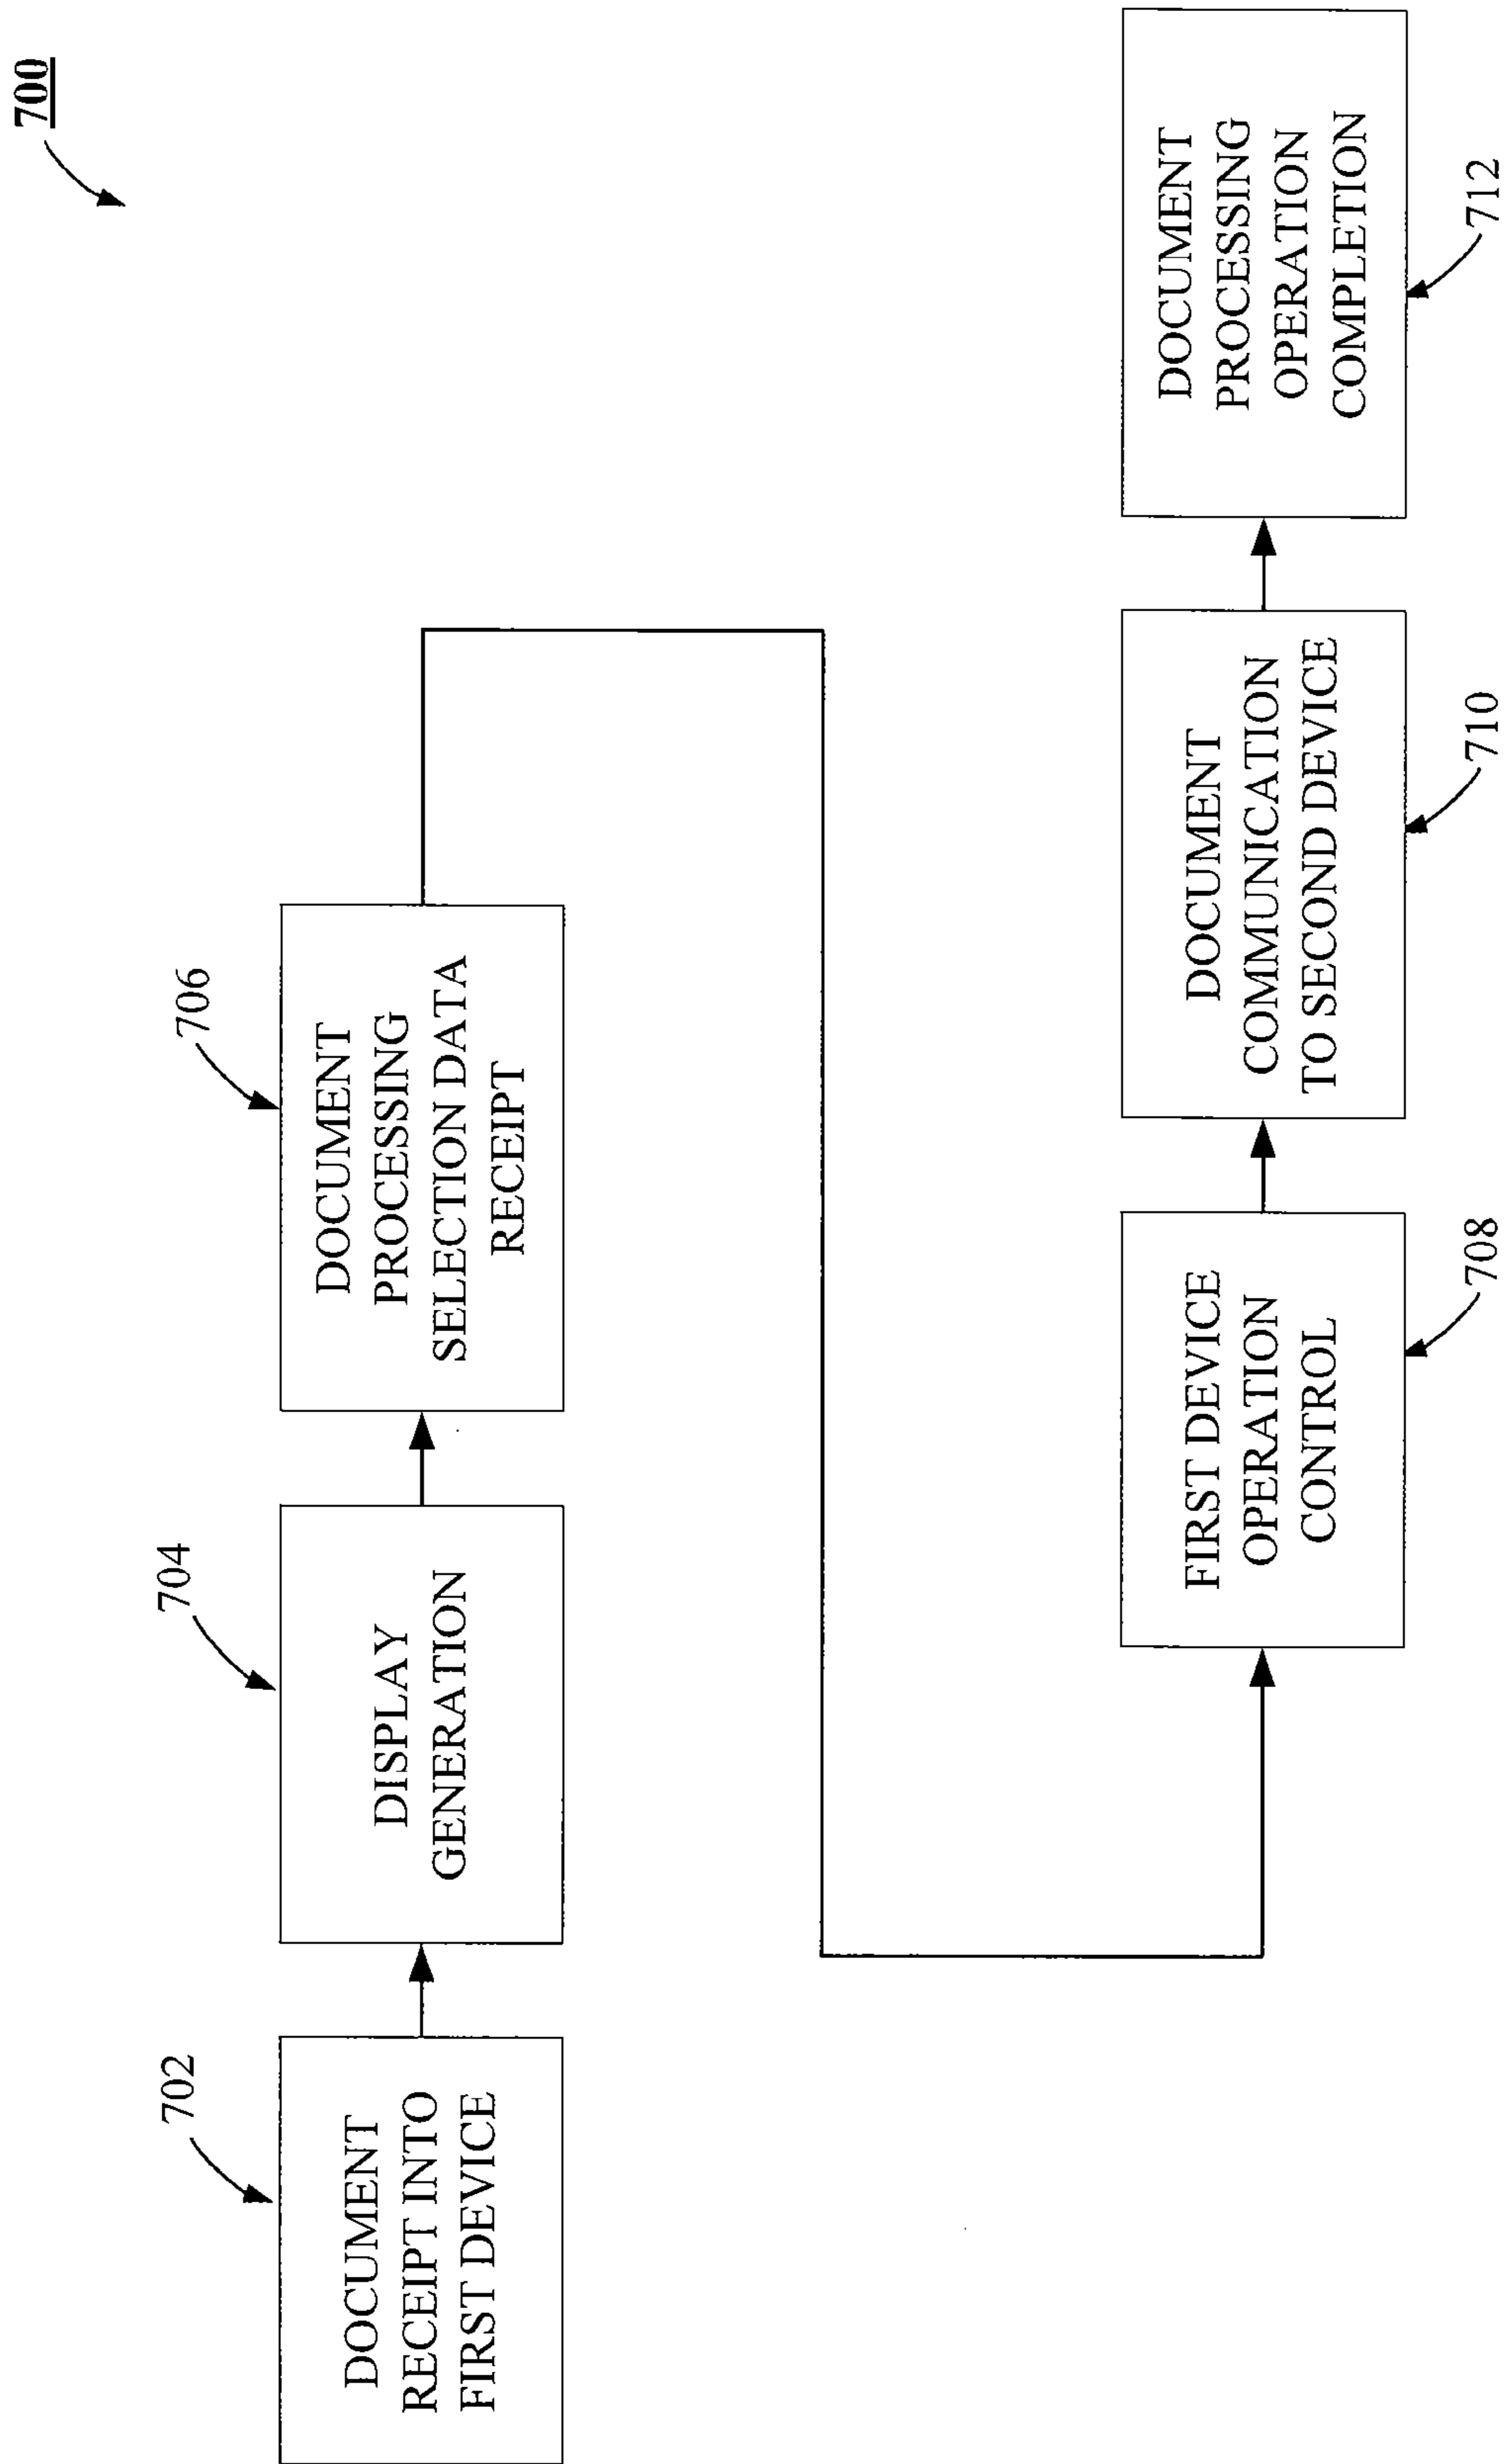 700
702
DOCUMENT
RECEIPT INTO
FIRST DEVICE
704
DISPLAY
GENERATION
706
DOCUMENT
PROCESSING
SELECTION DATA
RECEIPT
FIRST DEVICE
OPERATION
CONTROL
708
DOCUMENT
COMMUNICATION
TO SECOND DEVICE
710
DOCUMENT
PROCESSING
OPERATION
COMPLETION
712